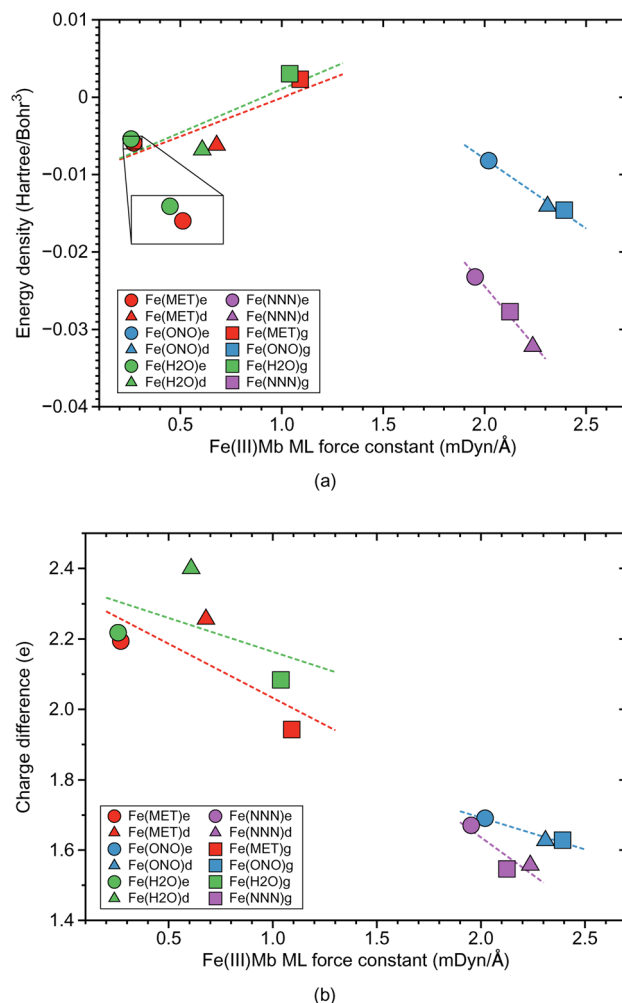 0.01
0
−0.01
−0.02
−0.03
−0.04
Energy density (Hartree/Bohr³)
Fe(MET)e Fe(NNN)e
Fe(MET)d Fe(NNN)d
Fe(ONO)e Fe(MET)g
Fe(ONO)d Fe(ONO)g
Fe(H2O)e Fe(H2O)g
Fe(H2O)d Fe(NNN)g
0.5 1.0 1.5 2.0 2.5
Fe(III)Mb ML force constant (mDyn/Å)
(a)
2.4
2.2
2.0
1.8
1.6
1.4
Charge difference (e)
Fe(MET)e Fe(NNN)e
Fe(MET)d Fe(NNN)d
Fe(ONO)e Fe(MET)g
Fe(ONO)d Fe(ONO)g
Fe(H2O)e Fe(H2O)g
Fe(H2O)d Fe(NNN)g
0.5 1.0 1.5 2.0 2.5
Fe(III)Mb ML force constant (mDyn/Å)
(b)